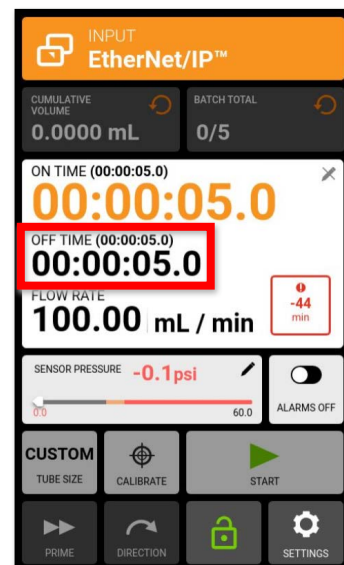 INPUT
EtherNet/IP™
CUMULATIVE
VOLUME
0.0000 mL
BATCH TOTAL
0/5
ON TIME (00:00:05.0)
00:00:05.0
OFF TIME (00:00:05.0)
00:00:05.0
FLOW RATE
100.00 mL / min
-44
min
SENSOR PRESSURE -0.1psi
0.0 60.0
ALARMS OFF
CUSTOM
TUBE SIZE
CALIBRATE
START
PRIME
DIRECTION
SETTINGS